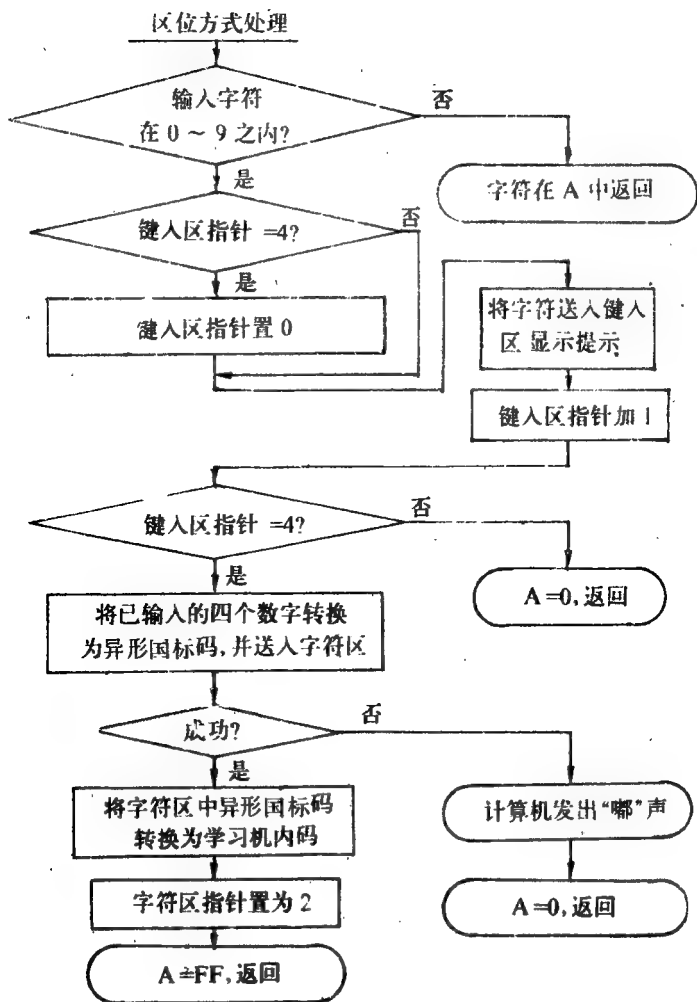 区位方式处理
输入字符
在 0 ~ 9 之内?
否
是
字符在 A 中返回
键入区指针 =4?
否
是
键入区指针置 0
将字符送入键入
区 显示提示
键入区指针加 1
键入区指针 =4?
否
是
A=0, 返回
将已输入的四个数字转换
为异形国标码, 并送入字符区
成功?
否
是
将字符区中异形国标码
转换为学习机内码
计算机发出“嘟”声
字符区指针置为 2
A=0, 返回
A=FF, 返回